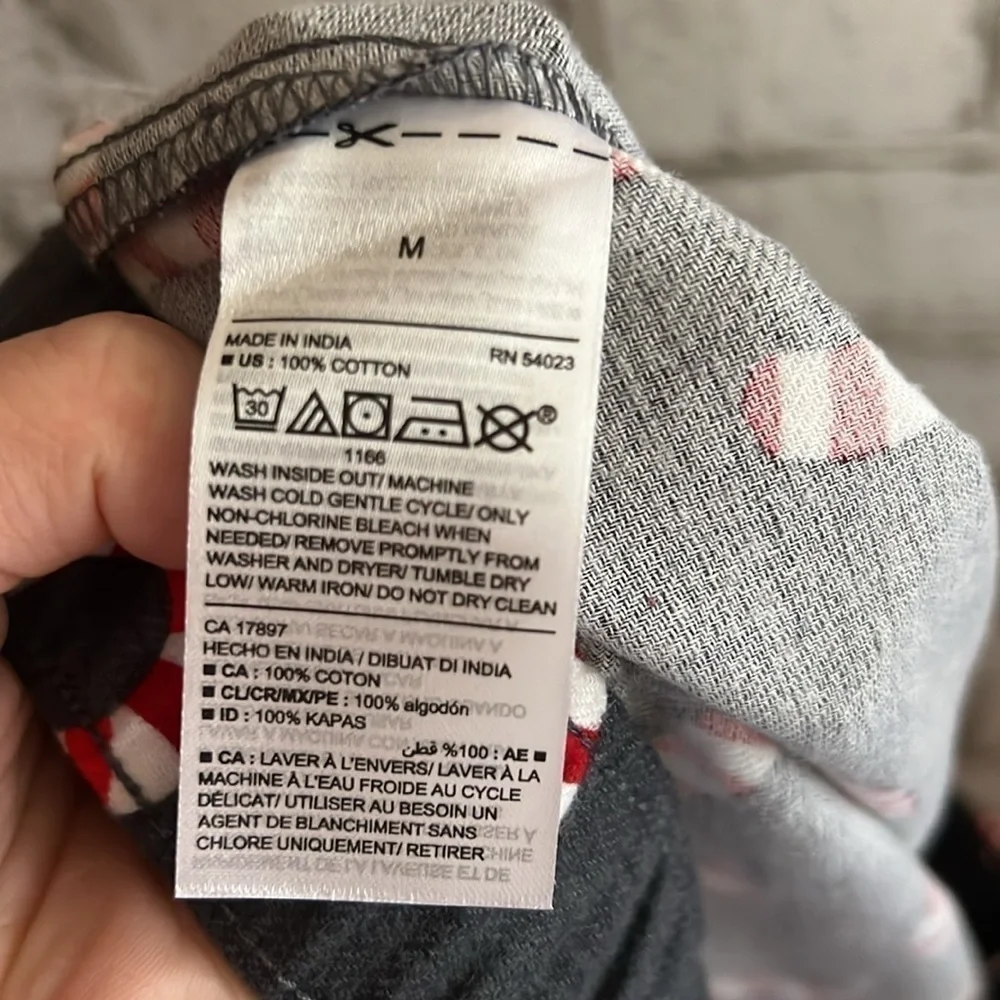 M
MADE IN INDIA
RN 54023
■ US : 100% COTTON
30
®
1166
WASH INSIDE OUT/ MACHINE
WASH COLD GENTLE CYCLE/ ONLY
NON-CHLORINE BLEACH WHEN
NEEDED/ REMOVE PROMPTLY FROM
WASHER AND DRYER/ TUMBLE DRY
LOW/ WARM IRON/ DO NOT DRY CLEAN
CA 17897
HECHO EN INDIA / DIBUAT DI INDIA
■ CA : 100% COTON
■ CL/CR/MX/PE : 100% algodón
■ ID : 100% KAPAS
■ AE : 100% قطن
■ CA : LAVER À L'ENVERS/ LAVER À LA
MACHINE À L'EAU FROIDE AU CYCLE
DÉLICAT/ UTILISER AU BESOIN UN
AGENT DE BLANCHIMENT SANS
CHLORE UNIQUEMENT/ RETIRER